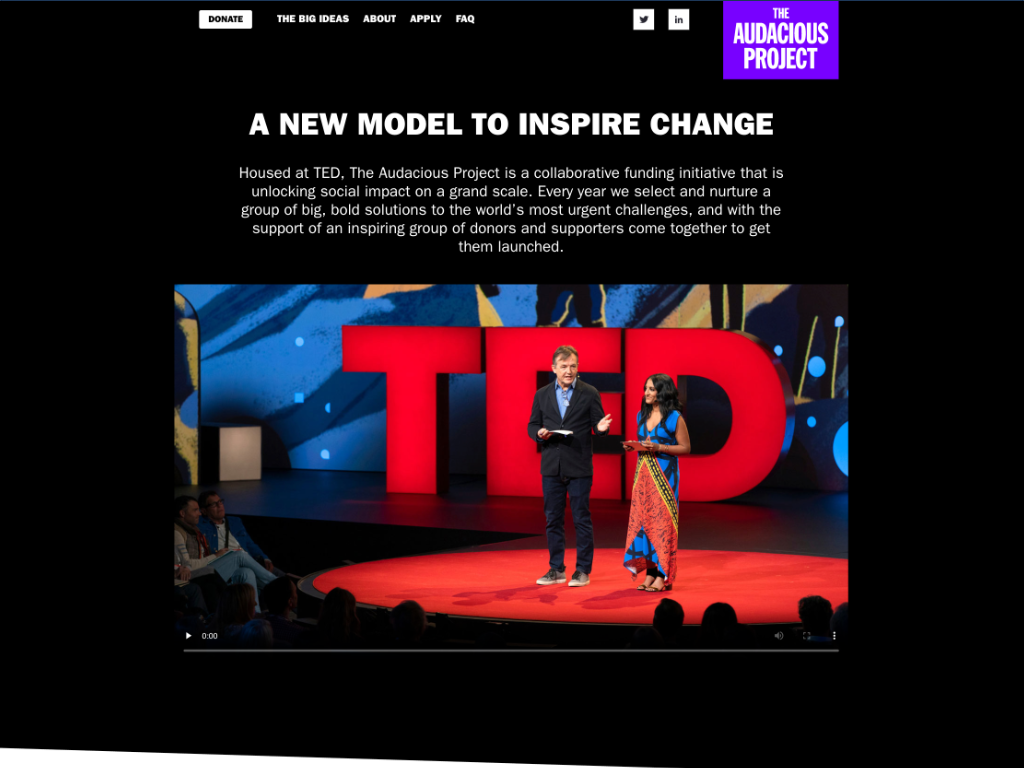 DONATE THE BIG IDEAS ABOUT APPLY FAQ
THE
AUDACIOUS
PROJECT
A NEW MODEL TO INSPIRE CHANGE
Housed at TED, The Audacious Project is a collaborative funding initiative that is
unlocking social impact on a grand scale. Every year we select and nurture a
group of big, bold solutions to the world’s most urgent challenges, and with the
support of an inspiring group of donors and supporters come together to get
them launched.
TED
0:00